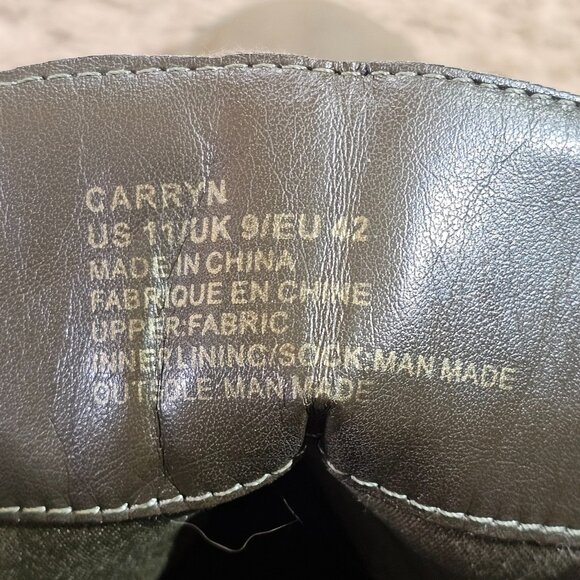 CARRYN
US 11/UK 9/EU 42
MADE IN CHINA
FABRIQUE EN CHINE
UPPER:FABRIC
INNER LINING/SOCK:MAN MADE
OUTSOLE:MAN MADE